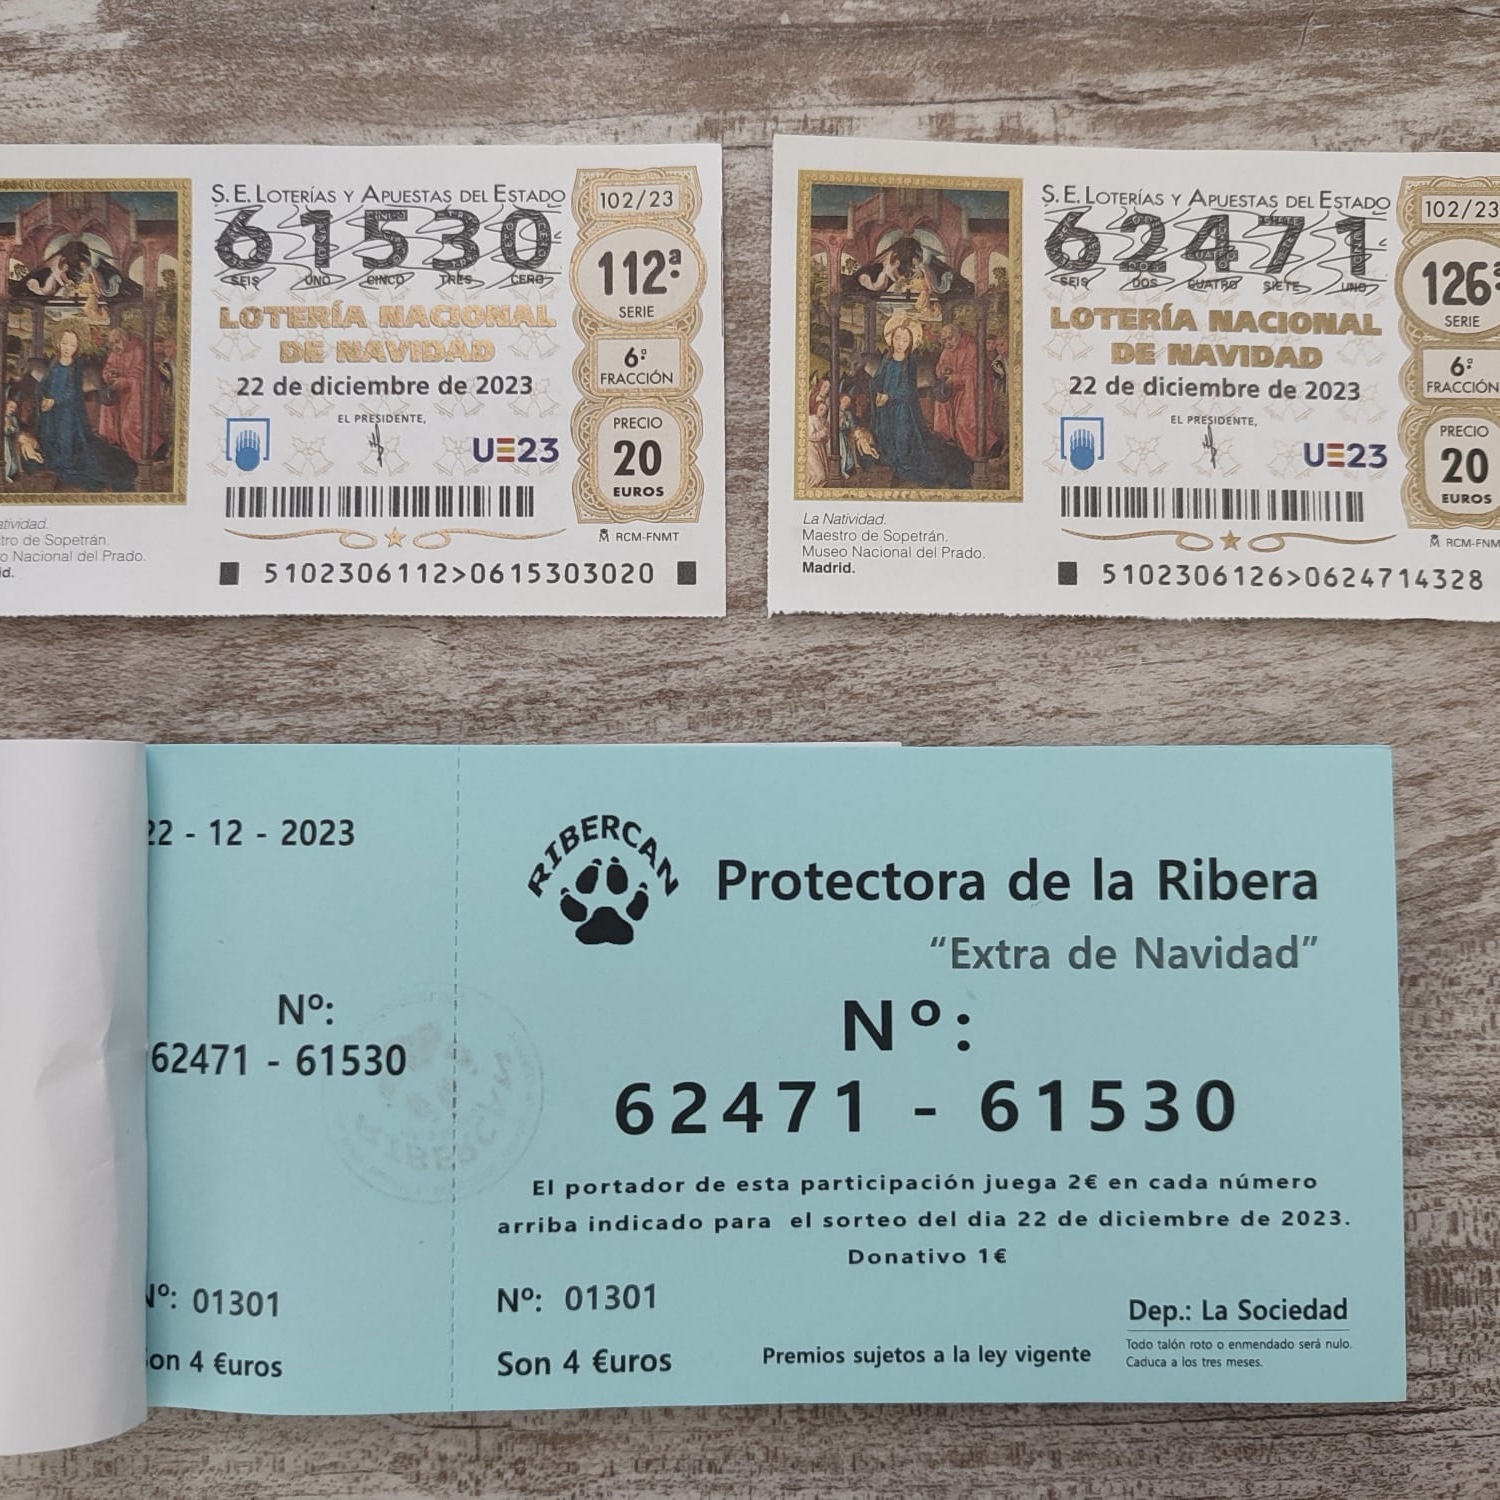 S.E. LOTERÍAS Y APUESTAS DEL ESTADO
61530
SEIS UNO CINCO TRES CERO
LOTERÍA NACIONAL
DE NAVIDAD
22 de diciembre de 2023
EL PRESIDENTE,
UE23
102/23
112ª
SERIE
6ª
FRACCIÓN
PRECIO
20
EUROS
RCM-FNMT
atividad.
tro de Sopetrán.
o Nacional del Prado.
id.
5102306112>0615303020
S.E. LOTERÍAS Y APUESTAS DEL ESTADO
62471
SEIS DOS CUATRO SIETE UNO
LOTERÍA NACIONAL
DE NAVIDAD
22 de diciembre de 2023
EL PRESIDENTE,
UE23
102/23
126ª
SERIE
6ª
FRACCIÓN
PRECIO
20
EUROS
RCM-FNM
La Natividad.
Maestro de Sopetrán.
Museo Nacional del Prado.
Madrid.
5102306126>0624714328
22 - 12 - 2023
Nº:
62471 - 61530
Nº: 01301
on 4 €uros
RIBERCAN
Protectora de la Ribera
“Extra de Navidad”
Nº:
62471 - 61530
El portador de esta participación juega 2€ en cada número
arriba indicado para el sorteo del dia 22 de diciembre de 2023.
Donativo 1€
Nº: 01301
Son 4 €uros
Premios sujetos a la ley vigente
Dep.: La Sociedad
Todo talón roto o enmendado será nulo.
Caduca a los tres meses.
RIBERCAN